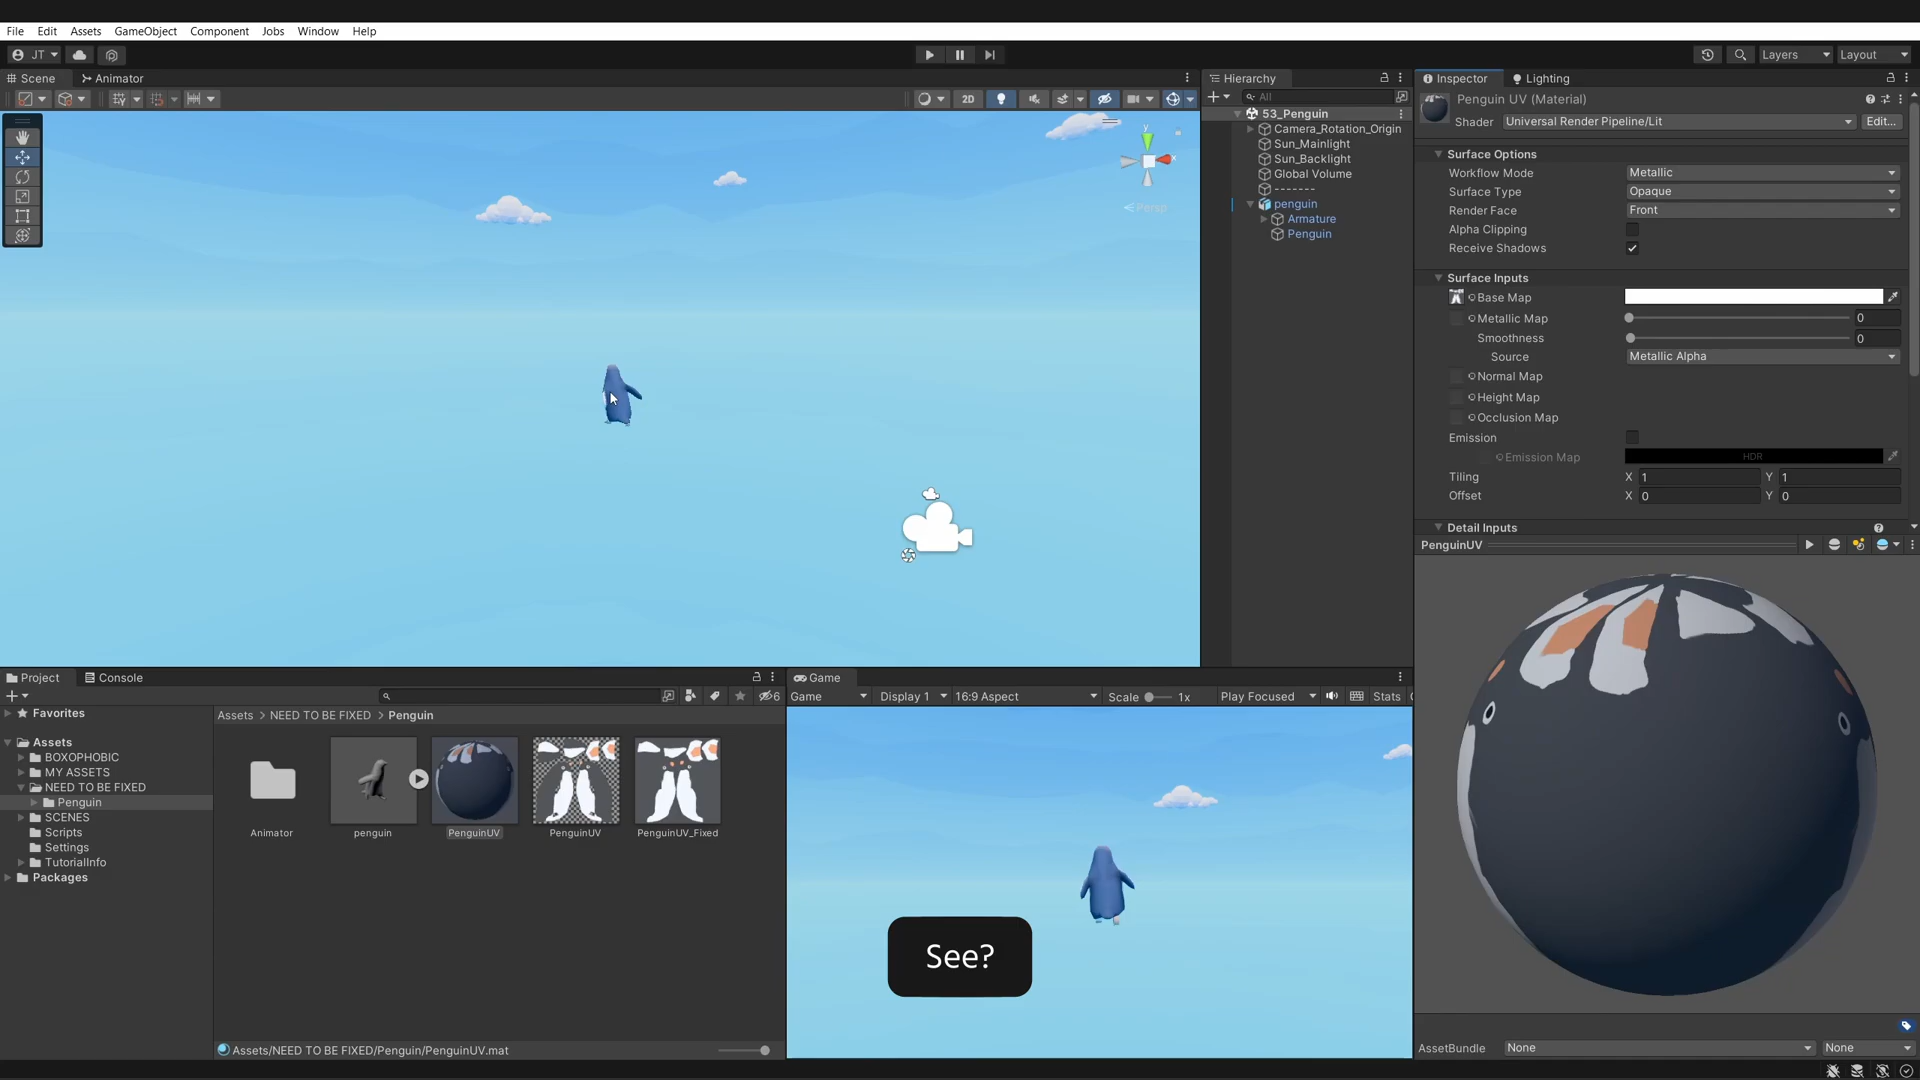 File Edit Assets GameObject Component Jobs Window Help
JT Layers Layout
Scene Animator
2D
y
Persp
Hierarchy
All
53_Penguin
Camera_Rotation_Origin
Sun_Mainlight
Sun_Backlight
Global Volume
-------
penguin
Armature
Penguin
Inspector Lighting
Penguin UV (Material)
Shader Universal Render Pipeline/Lit Edit...
Surface Options
Workflow Mode Metallic
Surface Type Opaque
Render Face Front
Alpha Clipping
Receive Shadows
Surface Inputs
Base Map
Metallic Map 0
Smoothness 0
Source Metallic Alpha
Normal Map
Height Map
Occlusion Map
Emission
Emission Map HDR
Tiling X 1 Y 1
Offset X 0 Y 0
Detail Inputs
PenguinUV
Project Console
6
Favorites
Assets
BOXOPHOBIC
MY ASSETS
NEED TO BE FIXED
Penguin
SCENES
Scripts
Settings
TutorialInfo
Packages
Assets > NEED TO BE FIXED > Penguin
Animator penguin PenguinUV PenguinUV PenguinUV_Fixed
Assets/NEED TO BE FIXED/Penguin/PenguinUV.mat
Game
Game Display 1 16:9 Aspect Scale 1x Play Focused Stats
See?
AssetBundle None None